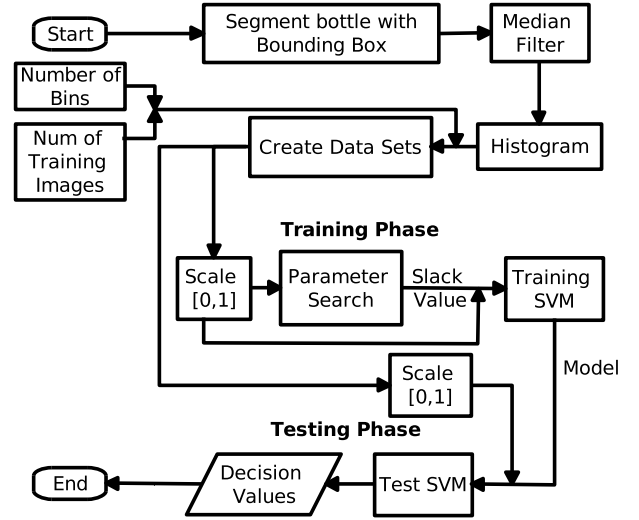 Start
Segment bottle with
Bounding Box
Median
Filter
Number of
Bins
Num of
Training
Images
Create Data Sets
Histogram
Training Phase
Scale
[0,1]
Parameter
Search
Slack
Value
Training
SVM
Model
Scale
[0,1]
Testing Phase
End
Decision
Values
Test SVM